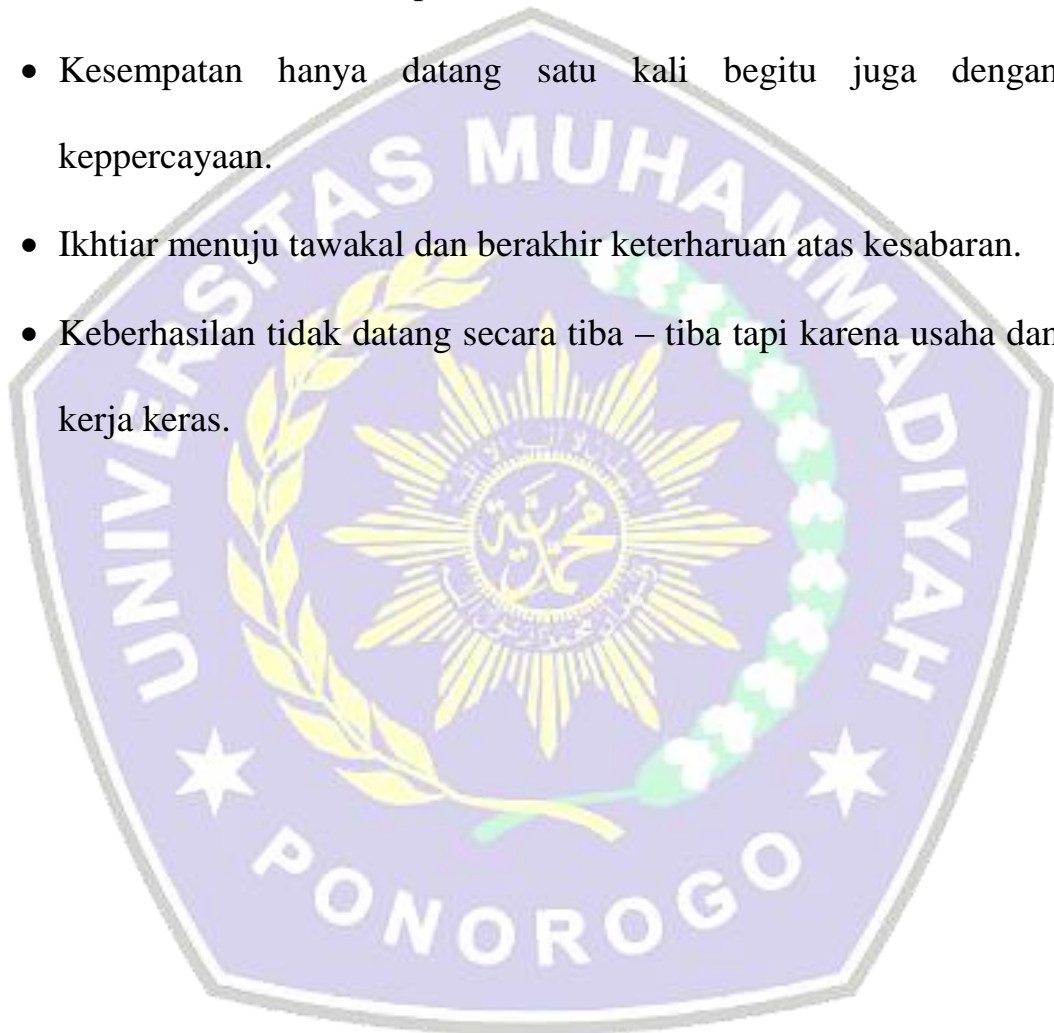 • Kesempatan hanya datang satu kali begitu juga dengan
keppercayaan.
• Ikhtiar menuju tawakal dan berakhir keterharuan atas kesabaran.
• Keberhasilan tidak datang secara tiba – tiba tapi karena usaha dan
kerja keras.
UNIVERSITAS MUHAMMADIYAH
محمدية
PONOROGO